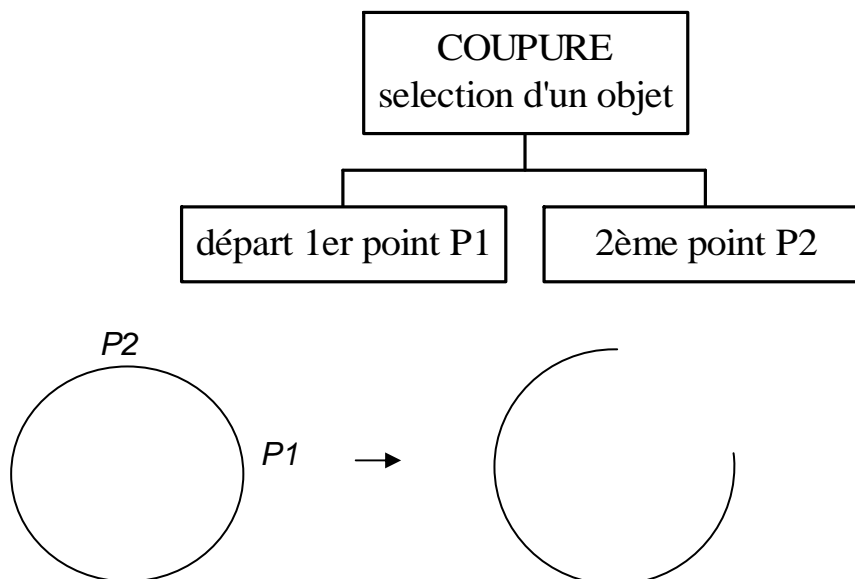 COUPURE
selection d'un objet
départ 1er point P1
2ème point P2
P2
P1